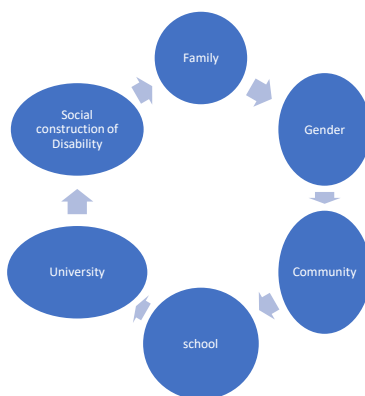 Family
Gender
Community
school
University
Social
construction of
Disability